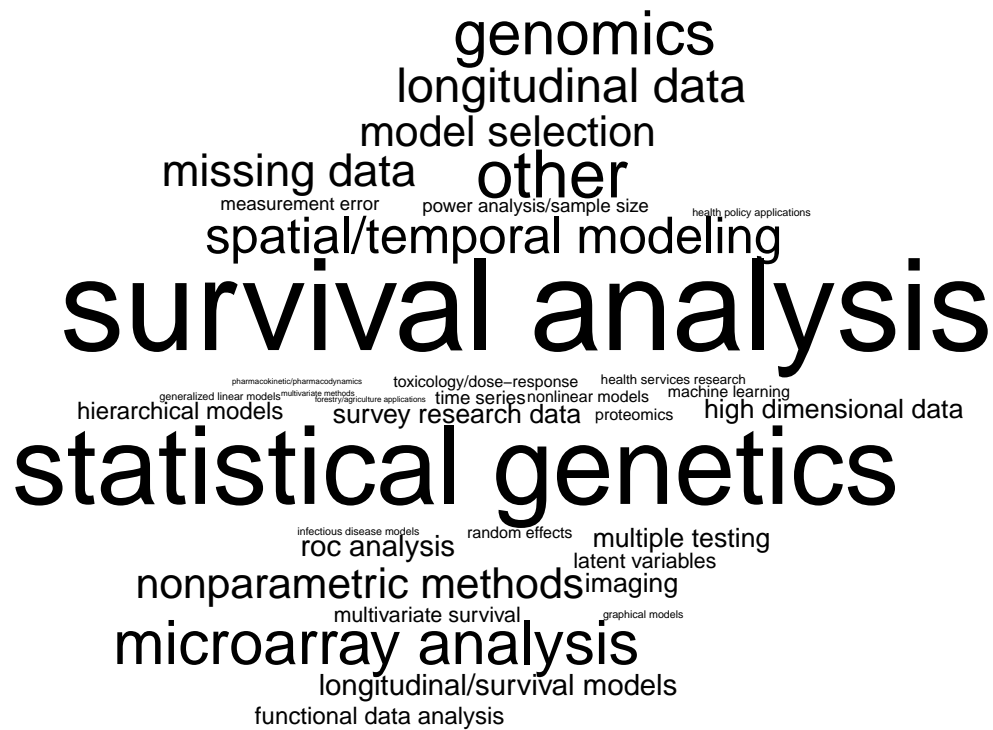 genomics
longitudinal data
model selection
missing data
other
measurement error
power analysis/sample size
health policy applications
spatial/temporal modeling
survival analysis
pharmacokinetic/pharmacodynamics
toxicology/dose−response
health services research
generalized linear models
multivariate methods
forestry/agriculture applications
time series
nonlinear models
machine learning
hierarchical models
survey research data
proteomics
high dimensional data
statistical genetics
infectious disease models
random effects
multiple testing
roc analysis
latent variables
nonparametric methods
imaging
multivariate survival
graphical models
microarray analysis
longitudinal/survival models
functional data analysis